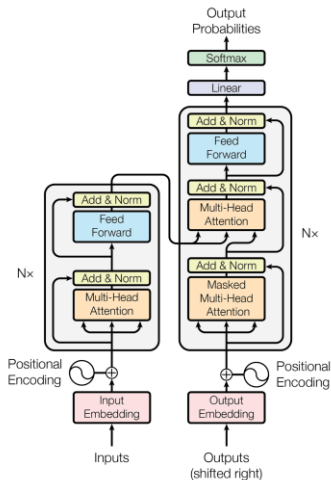 Output
Probabilities
Softmax
Linear
Add & Norm
Feed
Forward
Add & Norm
Multi-Head
Attention
Add & Norm
Masked
Multi-Head
Attention
N×
Positional
Encoding
Output
Embedding
Outputs
(shifted right)
Add & Norm
Feed
Forward
N×
Add & Norm
Multi-Head
Attention
Positional
Encoding
Input
Embedding
Inputs